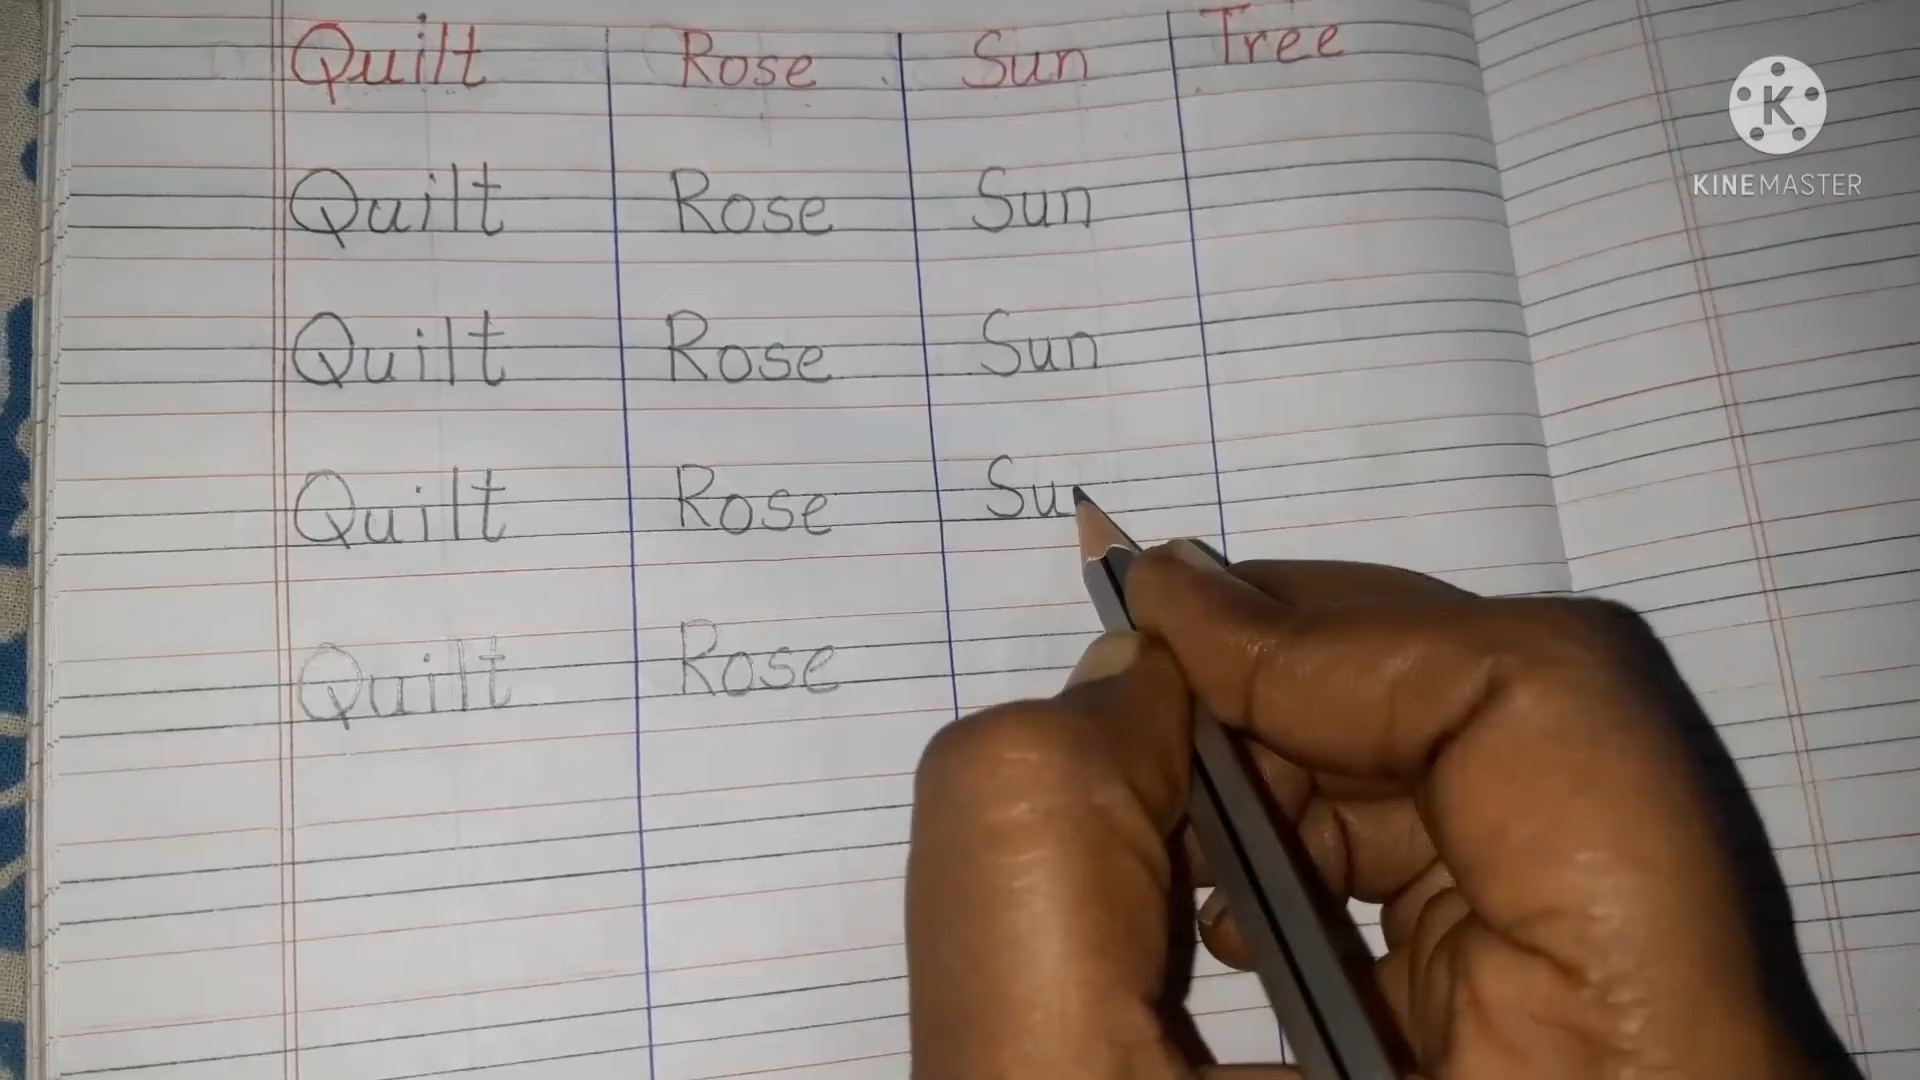 Quilt Rose Sun Tree
Quilt Rose Sun
Quilt Rose Sun
Quilt Rose Su
Quilt Rose
K
KINEMASTER